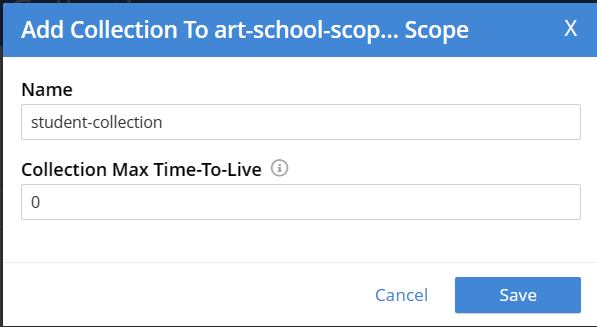 Add Collection To art-school-scop... Scope
X
Name
student-collection
Collection Max Time-To-Live
0
Cancel
Save